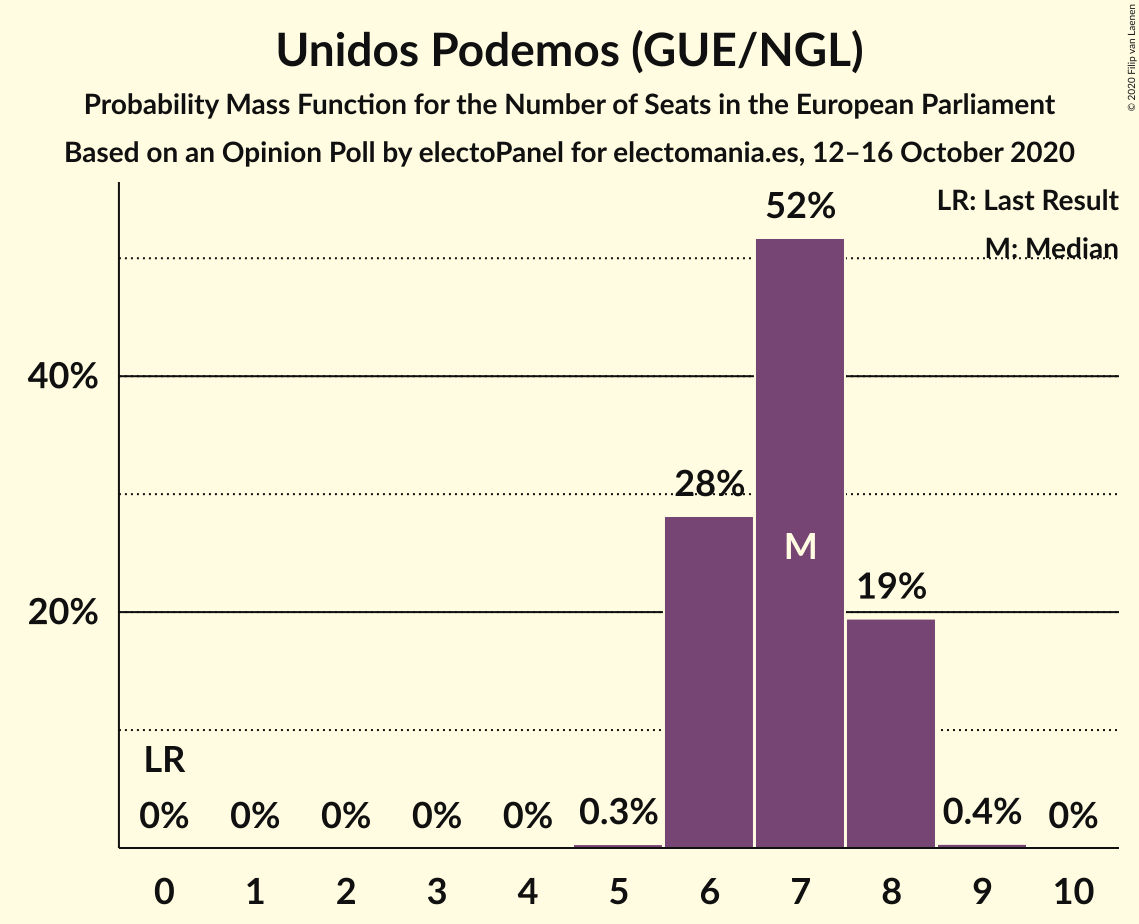 Unidos Podemos (GUE/NGL)
Probability Mass Function for the Number of Seats in the European Parliament
Based on an Opinion Poll by electoPanel for electomania.es, 12–16 October 2020
© 2020 Filip van Laenen
LR: Last Result
M: Median
52%
40%
28%
M
19%
20%
LR
0% 0% 0% 0% 0% 0.3% 0.4% 0%
0 1 2 3 4 5 6 7 8 9 10